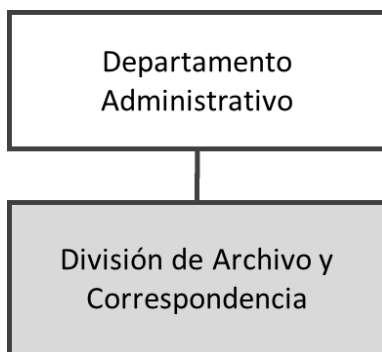 Departamento
Administrativo
División de Archivo y
Correspondencia